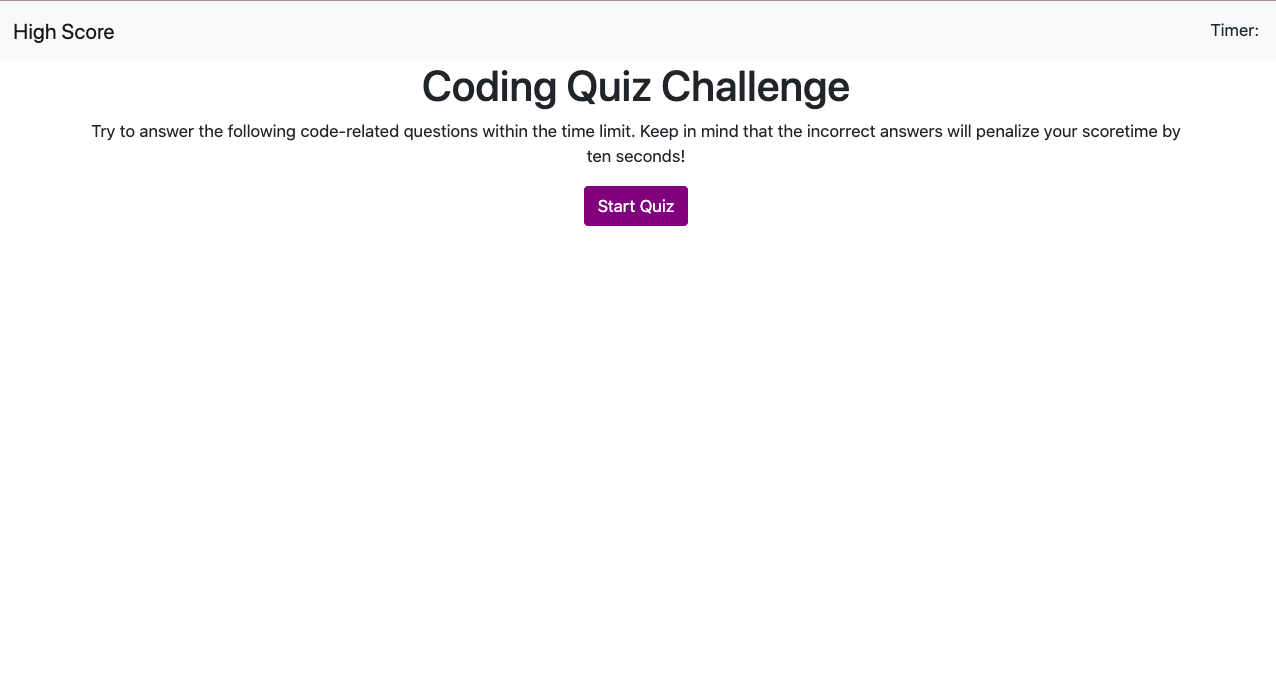 High Score
Timer:
Coding Quiz Challenge
Try to answer the following code-related questions within the time limit. Keep in mind that the incorrect answers will penalize your scoretime by
ten seconds!
Start Quiz